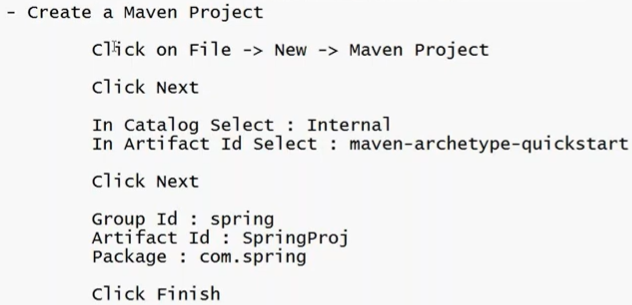 - Create a Maven Project
Click on File -> New -> Maven Project
Click Next
In Catalog Select : Internal
In Artifact Id Select : maven-archetype-quickstart
Click Next
Group Id : spring
Artifact Id : SpringProj
Package : com.spring
Click Finish